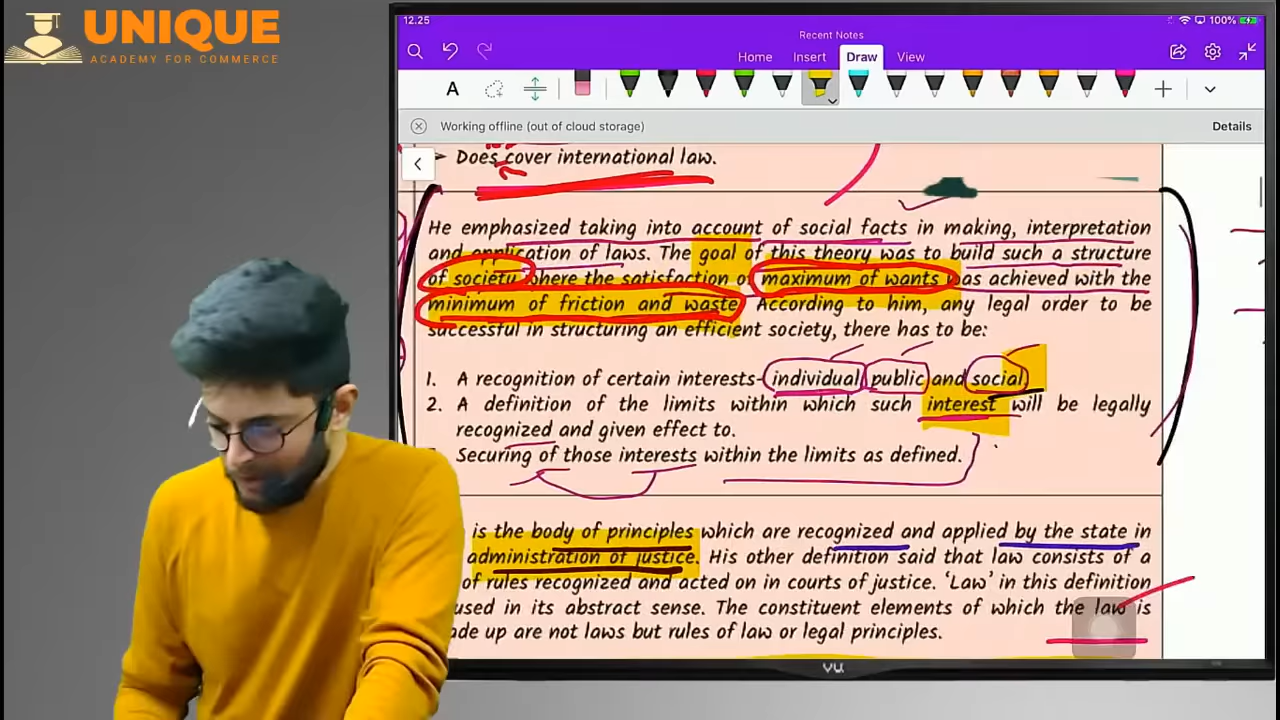 UNIQUE
ACADEMY FOR COMMERCE
12.25
100%
Recent Notes
Home Insert Draw View
A
Working offline (out of cloud storage)
Details
Does cover international law.
He emphasized taking into account of social facts in making, interpretation
and application of laws. The goal of this theory was to build such a structure
of society where the satisfaction of maximum of wants was achieved with the
minimum of friction and waste. According to him, any legal order to be
successful in structuring an efficient society, there has to be:
1. A recognition of certain interests- individual, public and social.
2. A definition of the limits within which such interest will be legally
recognized and given effect to.
Securing of those interests within the limits as defined.
is the body of principles which are recognized and applied by the state in
administration of justice. His other definition said that law consists of a
of rules recognized and acted on in courts of justice. ‘Law’ in this definition
used in its abstract sense. The constituent elements of which the law is
ade up are not laws but rules of law or legal principles.
vu